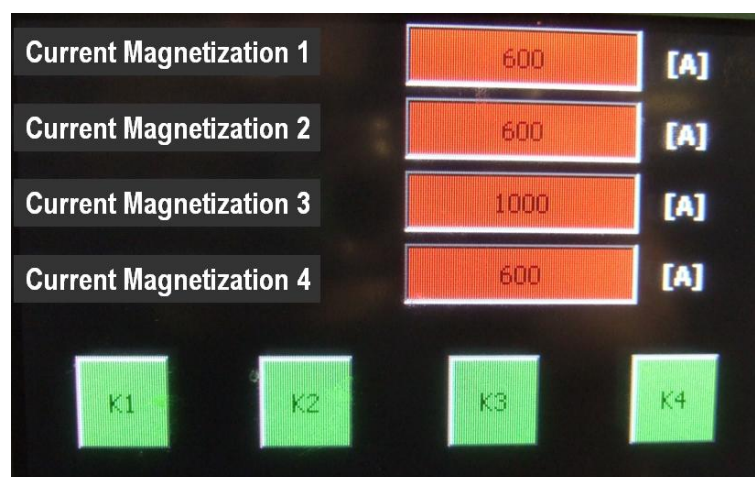 Current Magnetization 1 600 [A]
Current Magnetization 2 600 [A]
Current Magnetization 3 1000 [A]
Current Magnetization 4 600 [A]
K1 K2 K3 K4